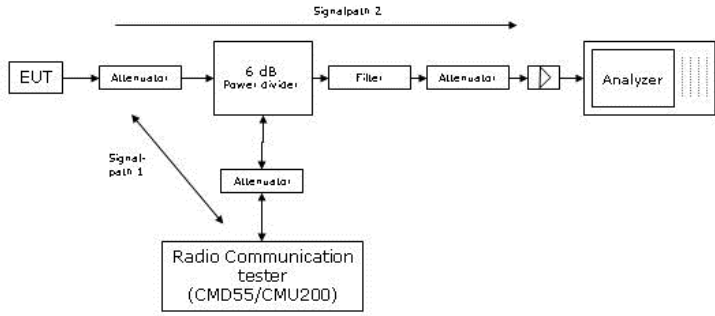 Signalpath 2
EUT
Attenuator
6 dB
Power divider
Filter
Attenuator
Analyzer
Signal-
path 1
Attenuator
Radio Communication
tester
(CMD55/CMU200)